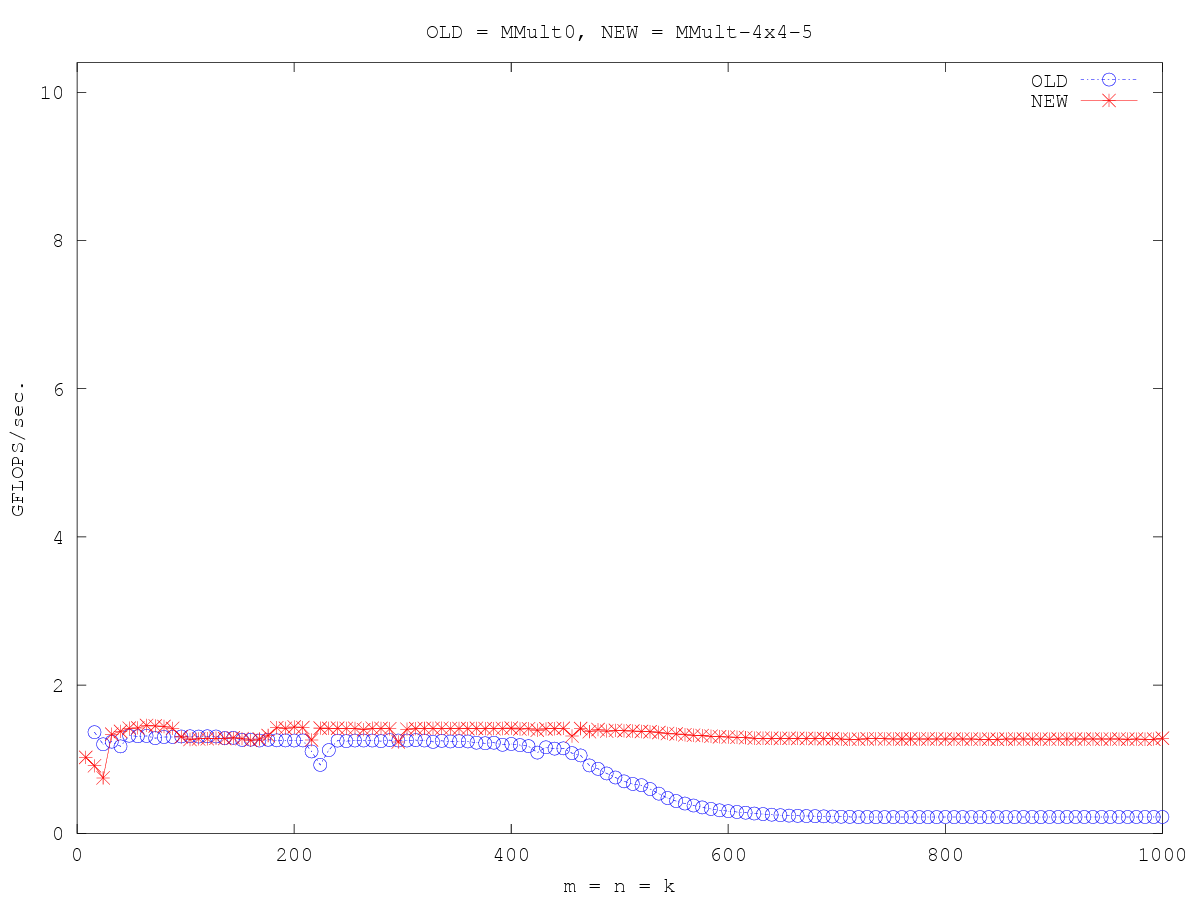 OLD = MMult0, NEW = MMult-4x4-5
OLD
NEW
10
8
6
4
2
0
GFLOPS/sec.
0 200 400 600 800 1000
m = n = k